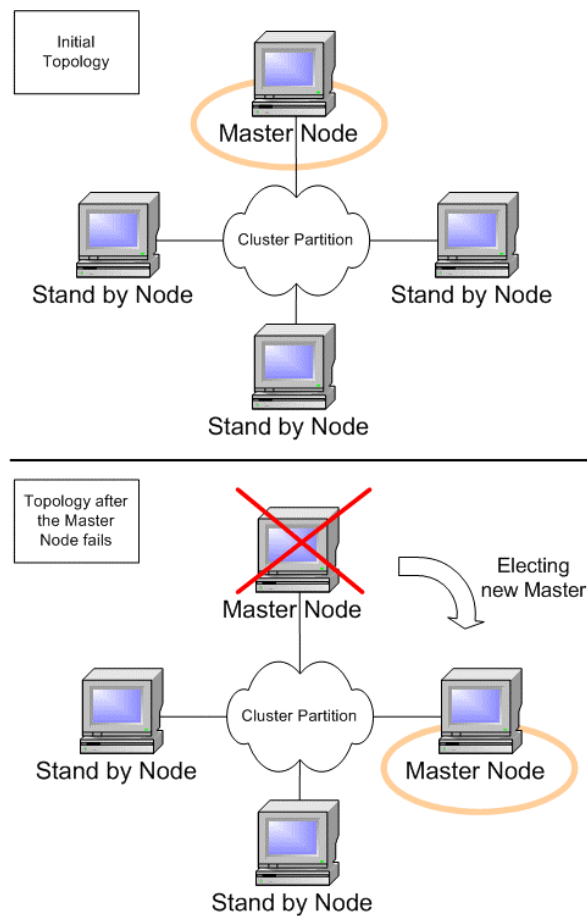 Initial
Topology
Master Node
Cluster Partition
Stand by Node
Stand by Node
Stand by Node
Topology after
the Master
Node fails
Master Node
Electing
new Master
Cluster Partition
Stand by Node
Master Node
Stand by Node